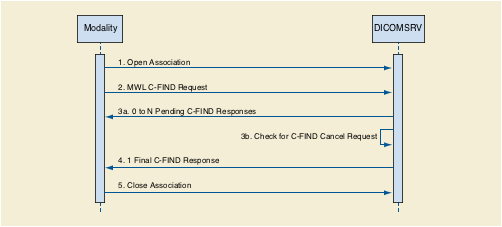 Modality
DICOMSRV
1. Open Association
2. MWL C-FIND Request
3a. 0 to N Pending C-FIND Responses
3b. Check for C-FIND Cancel Request
4. 1 Final C-FIND Response
5. Close Association